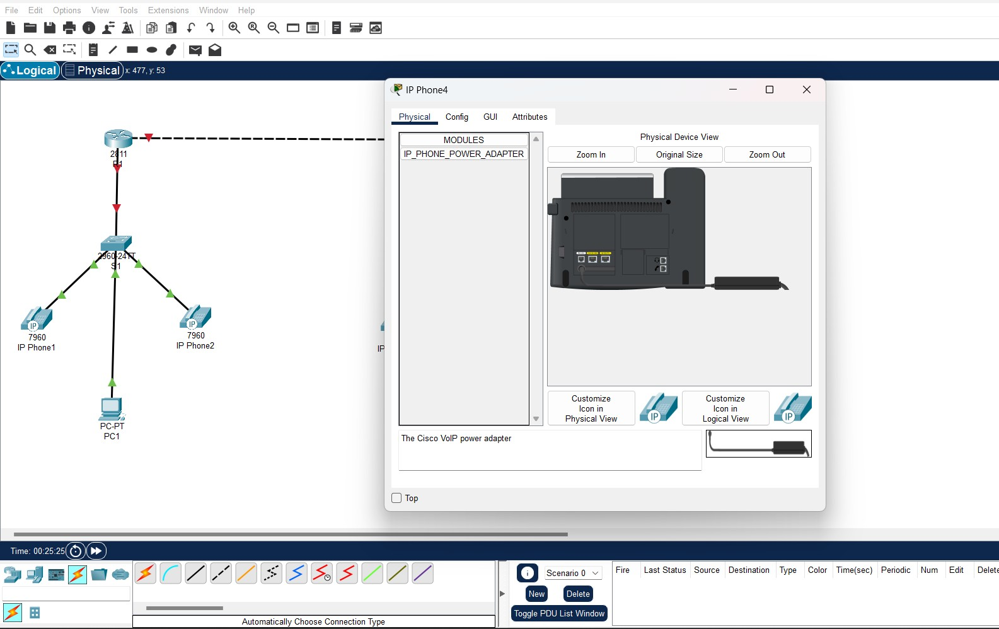 File Edit Options View Tools Extensions Window Help
Logical Physical x: 477, y: 53
2811
R1
2960-24TT
S1
7960
IP Phone1
7960
IP Phone2
PC-PT
PC1
IP
IP Phone4
Physical Config GUI Attributes
MODULES
IP_PHONE_POWER_ADAPTER
Physical Device View
Zoom In Original Size Zoom Out
Customize
Icon in
Physical View
IP
Customize
Icon in
Logical View
IP
The Cisco VoIP power adapter
Top
Time: 00:25:25
Automatically Choose Connection Type
Scenario 0
New Delete
Toggle PDU List Window
Fire Last Status Source Destination Type Color Time(sec) Periodic Num Edit Delete